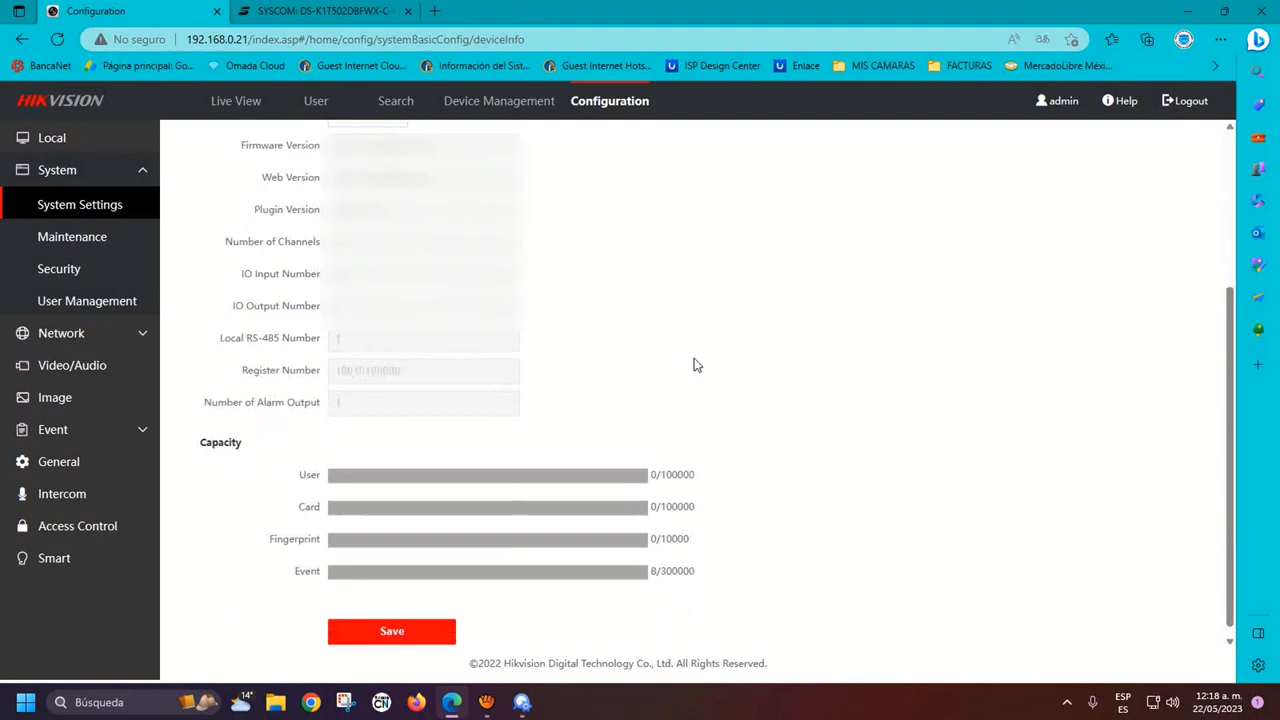 Configuration
SYSCOM: DS-K1T502DBFWX-C-
No seguro
192.168.0.21/index.asp#/home/config/systemBasicConfig/deviceInfo
BancaNet
Página principal: Go...
Omada Cloud
Guest Internet Clou...
Información del Sist...
Guest Internet Hots...
ISP Design Center
Enlace
MIS CAMARAS
FACTURAS
MercadoLibre Méxi...
HIKVISION
Live View
User
Search
Device Management
Configuration
admin
Help
Logout
Local
System
System Settings
Maintenance
Security
User Management
Network
Video/Audio
Image
Event
General
Intercom
Access Control
Smart
Firmware Version
Web Version
Plugin Version
Number of Channels
IO Input Number
IO Output Number
Local RS-485 Number 1
Register Number
Number of Alarm Output 1
Capacity
User 0/100000
Card 0/100000
Fingerprint 0/10000
Event 8/300000
Save
©2022 Hikvision Digital Technology Co., Ltd. All Rights Reserved.
Búsqueda
14°
ESP
ES
12:18 a. m.
22/05/2023
1